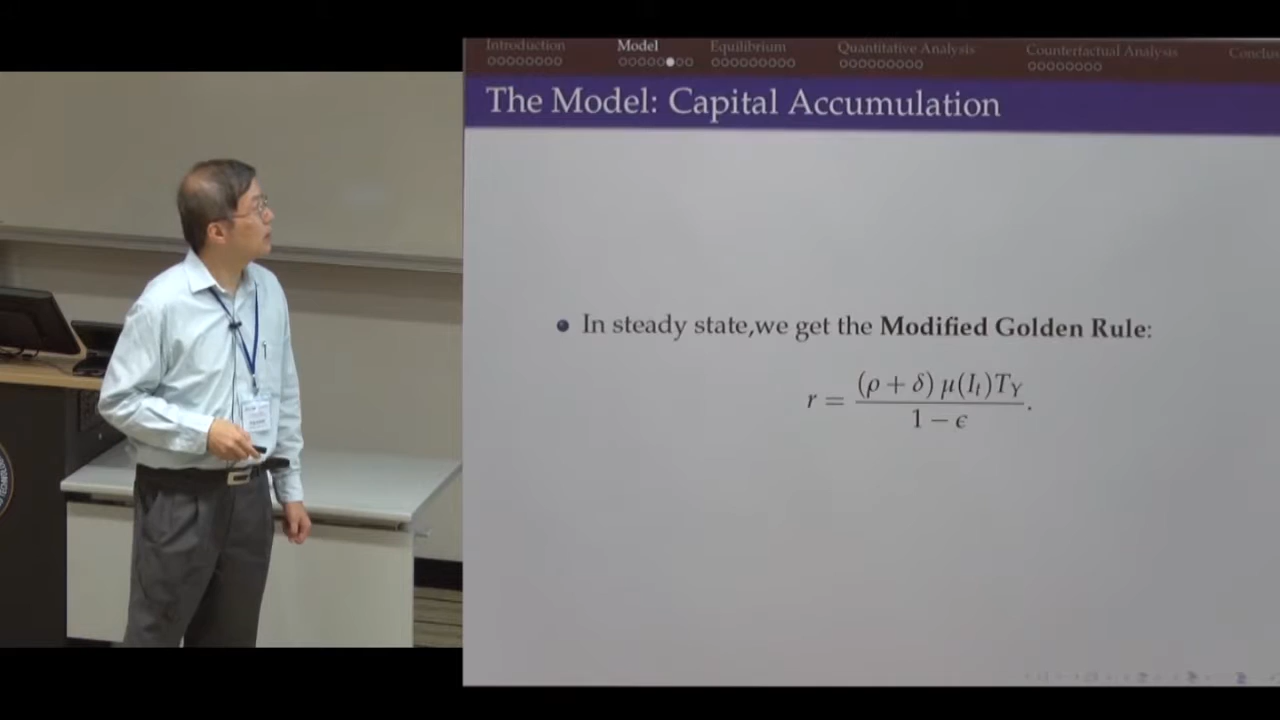 Introduction Model Equilibrium Quantitative Analysis Counterfactual Analysis
The Model: Capital Accumulation
• In steady state,we get the Modified Golden Rule:
r = (ρ + δ) μ(I_t)T_Y / 1 − ϵ.